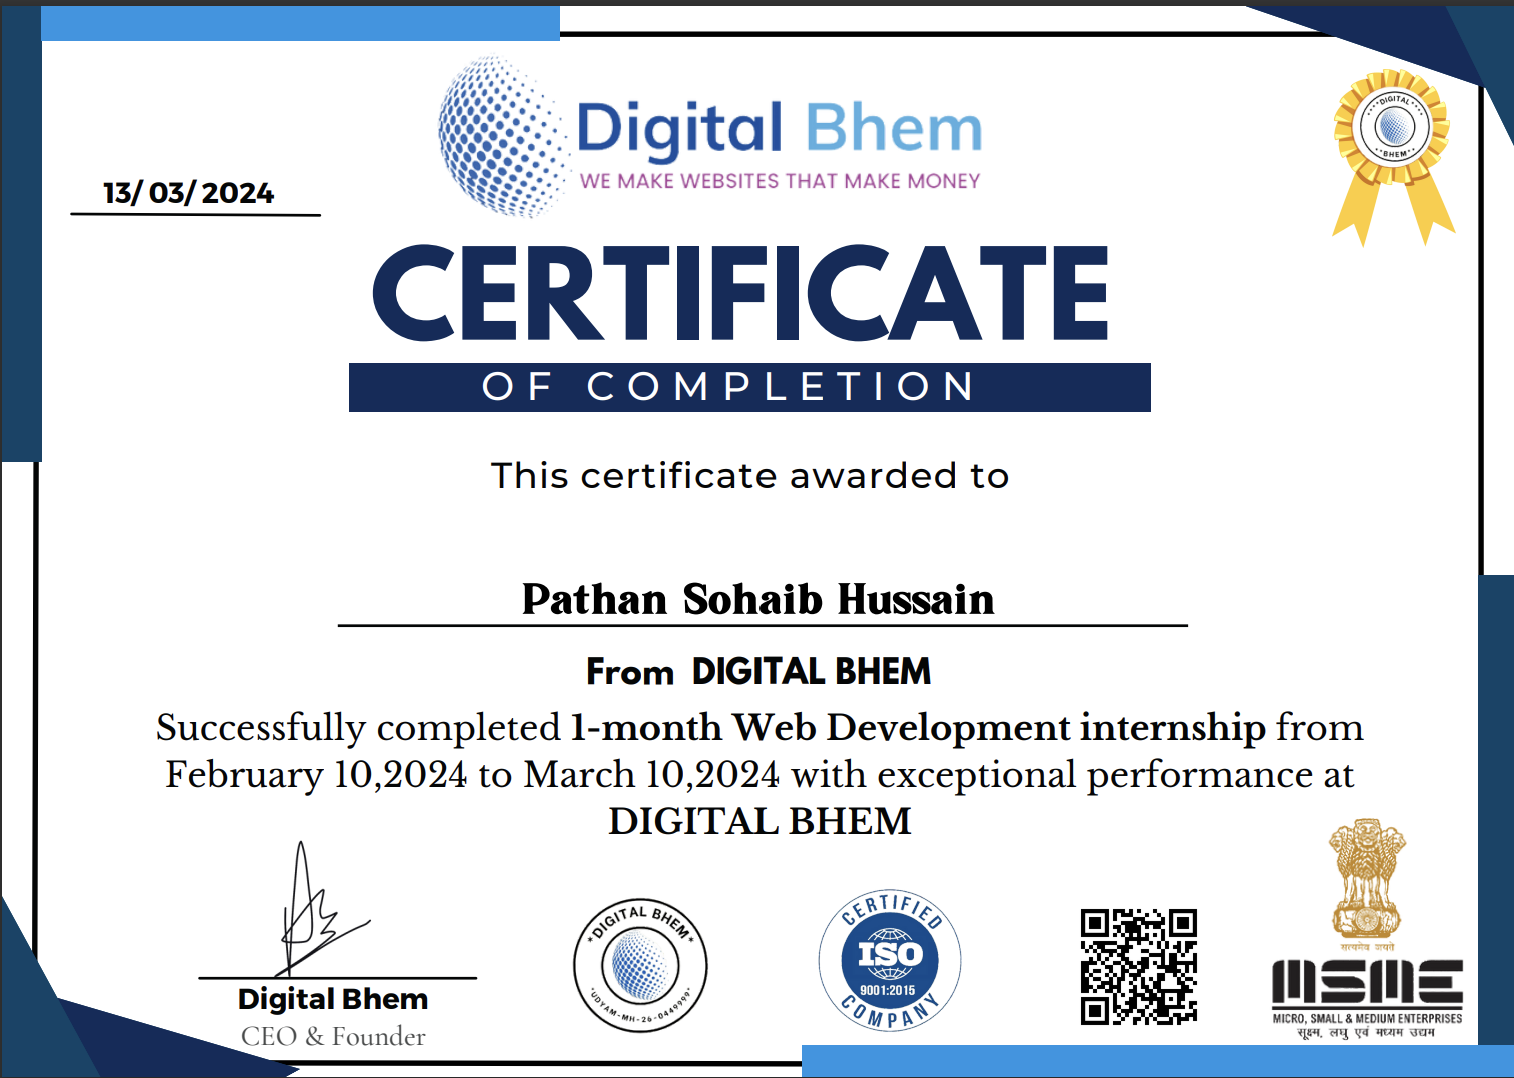 13/ 03/ 2024
Digital Bhem
WE MAKE WEBSITES THAT MAKE MONEY
DIGITAL
BHEM
CERTIFICATE
OF COMPLETION
This certificate awarded to
Pathan Sohaib Hussain
From DIGITAL BHEM
Successfully completed 1-month Web Development internship from
February 10,2024 to March 10,2024 with exceptional performance at
DIGITAL BHEM
Digital Bhem
CEO & Founder
DIGITAL BHEM
UDYAM-MH-26-0449999
CERTIFIED
ISO
9001:2015
COMPANY
सत्यमेव जयते
MSME
MICRO, SMALL & MEDIUM ENTERPRISES
सूक्ष्म, लघु एवं मध्यम उद्यम